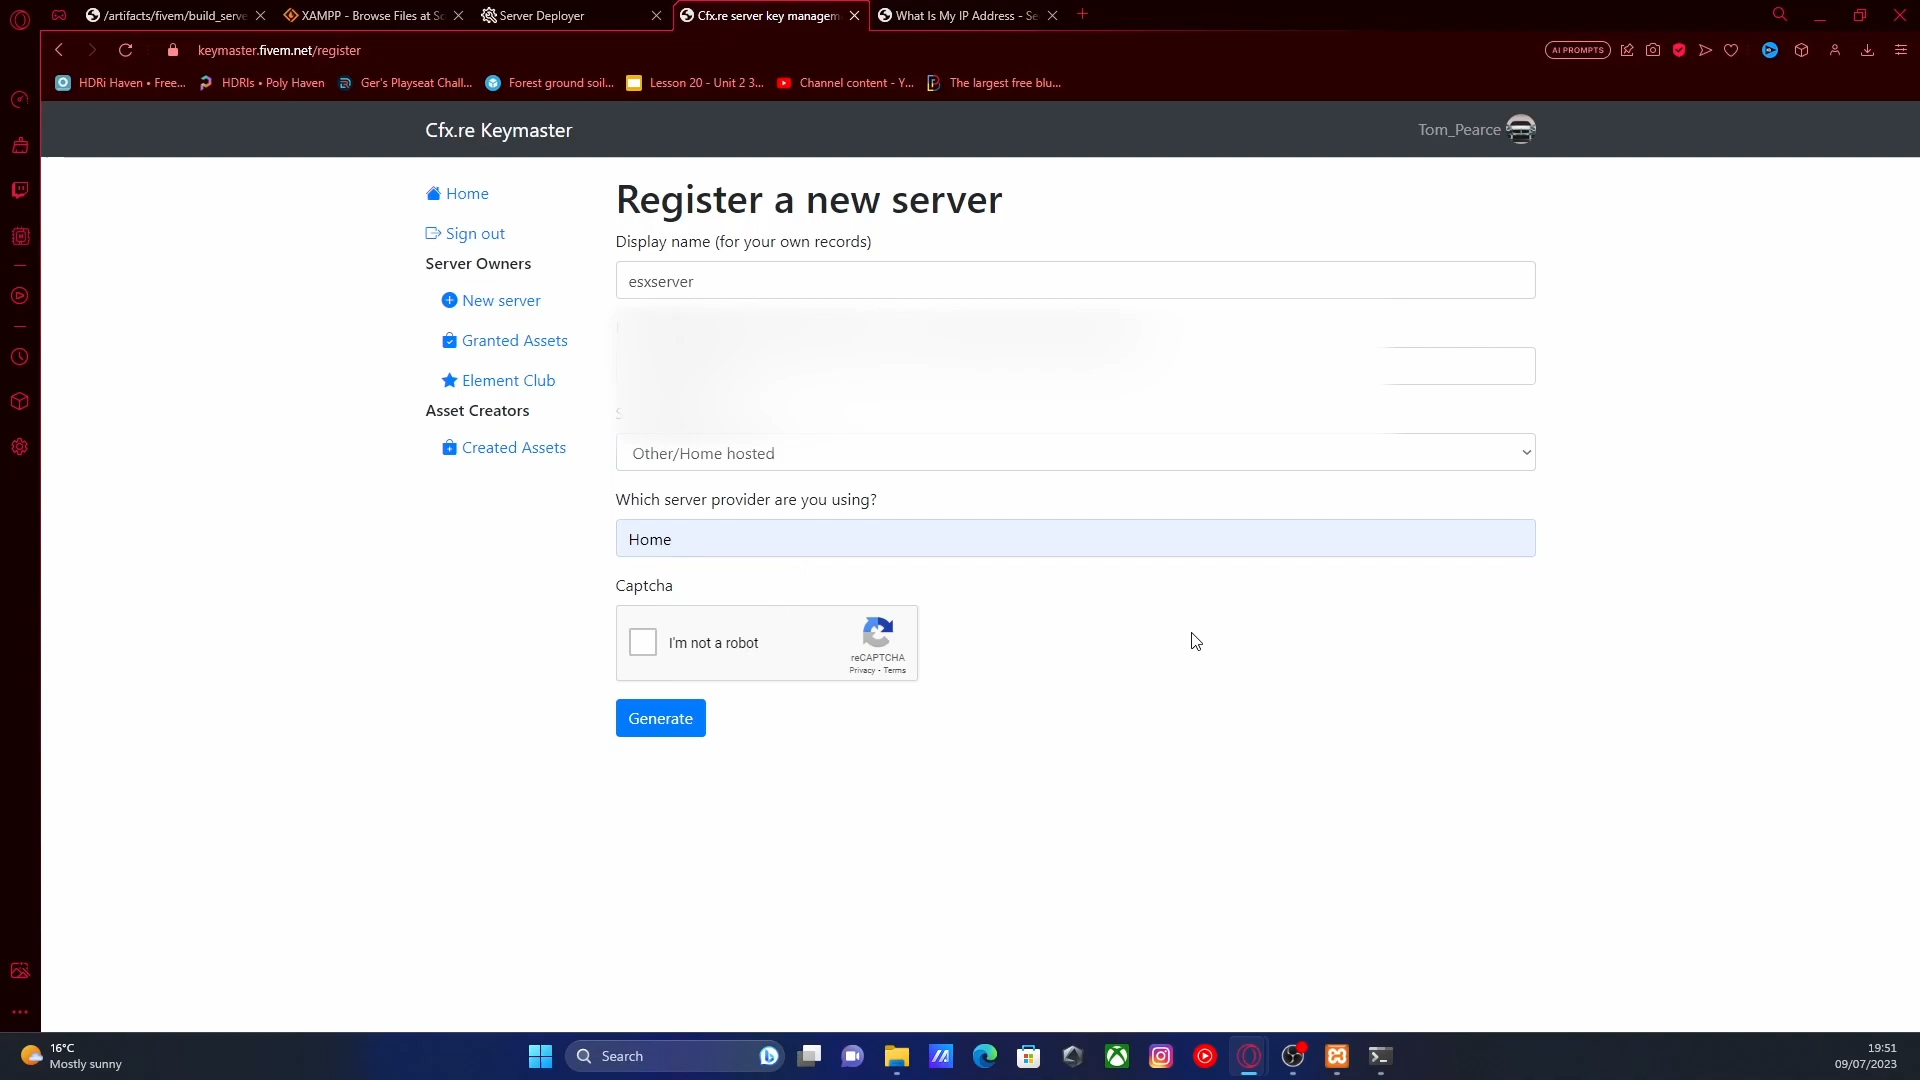 /artifacts/fivem/build_serve
XAMPP - Browse Files at So
Server Deployer
Cfx.re server key managem
What Is My IP Address - Se
keymaster.fivem.net/register
AI PROMPTS
HDRi Haven • Free...
HDRIs • Poly Haven
Ger's Playseat Chall...
Forest ground soil...
Lesson 20 - Unit 2 3...
Channel content - Y...
The largest free blu...
Cfx.re Keymaster
Tom_Pearce
Home
Sign out
Server Owners
New server
Granted Assets
Element Club
Asset Creators
Created Assets
Register a new server
Display name (for your own records)
esxserver
Other/Home hosted
Which server provider are you using?
Home
Captcha
I'm not a robot
reCAPTCHA
Privacy - Terms
Generate
16°C
Mostly sunny
Search
19:51
09/07/2023